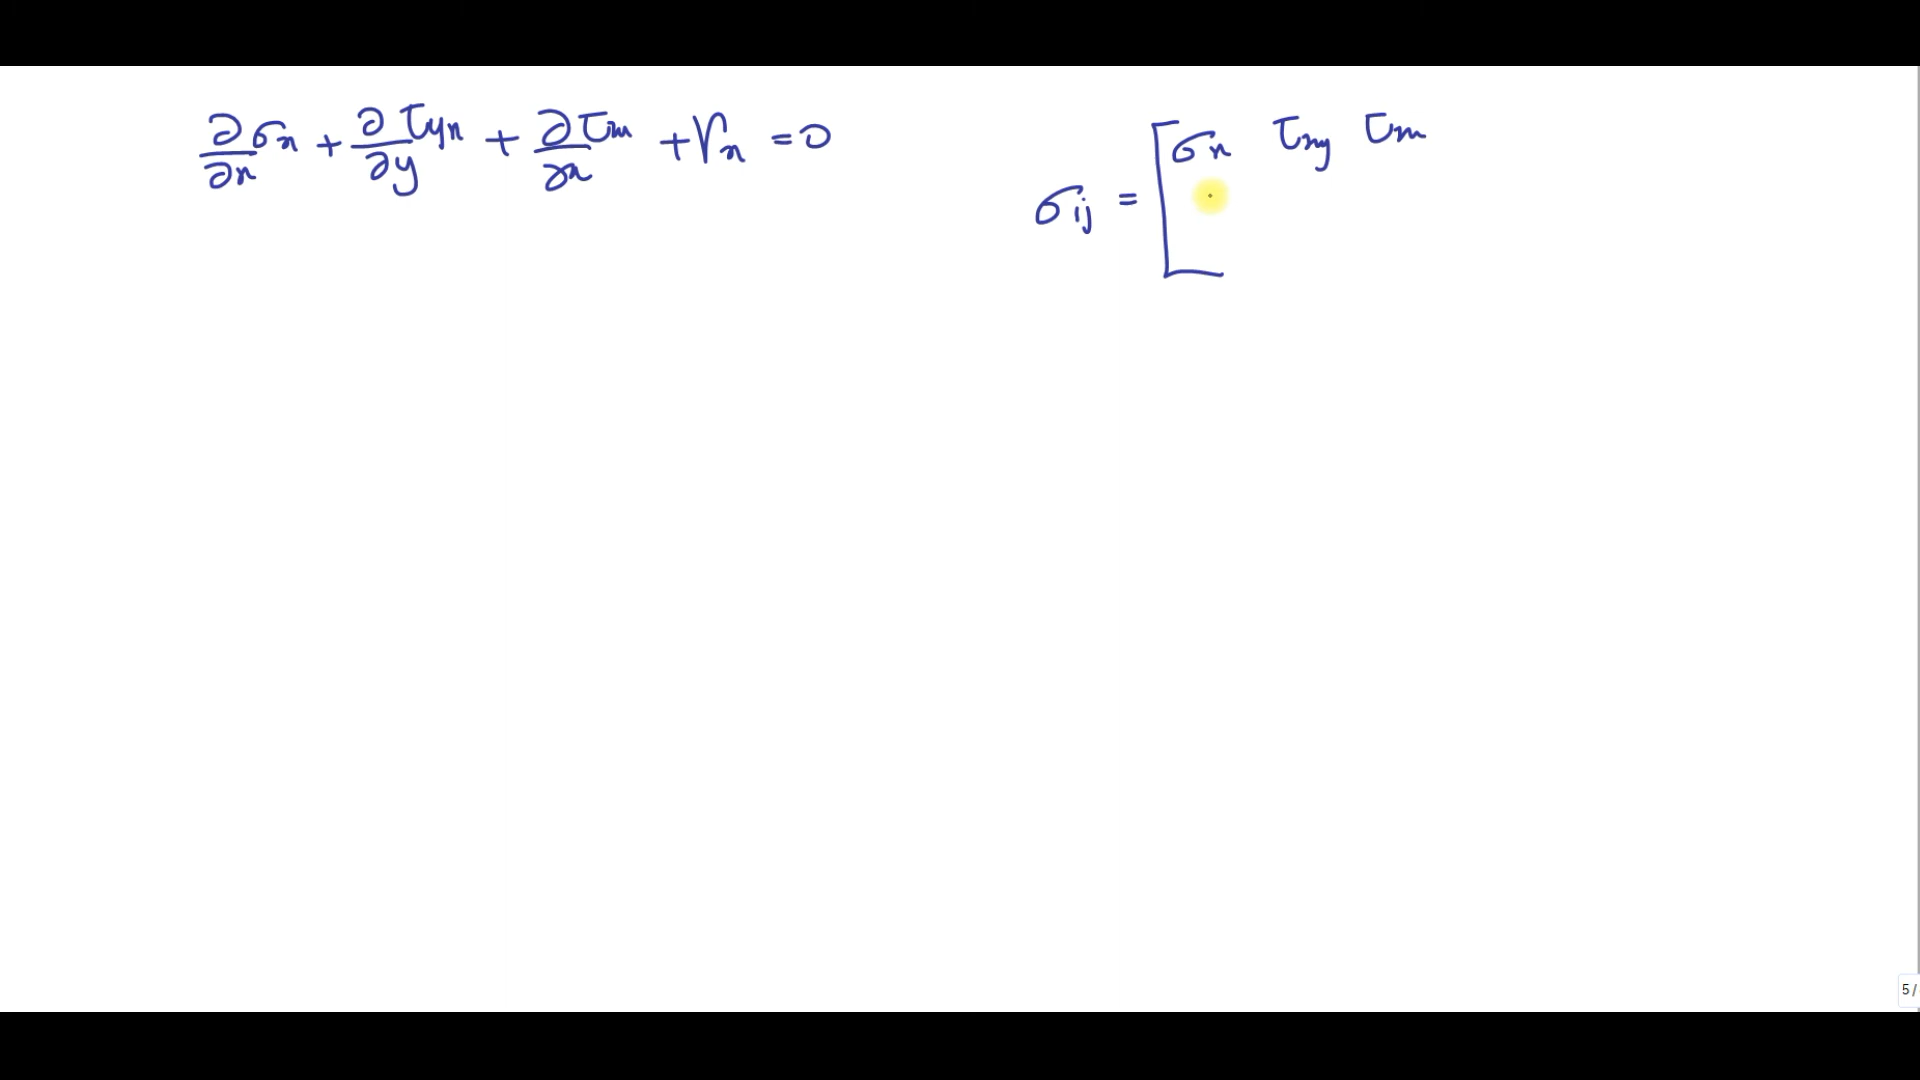 ∂/∂x σx + ∂τyx/∂y + ∂τzx/∂z + γx = 0
σij = [ σx τxy τxz
5 /